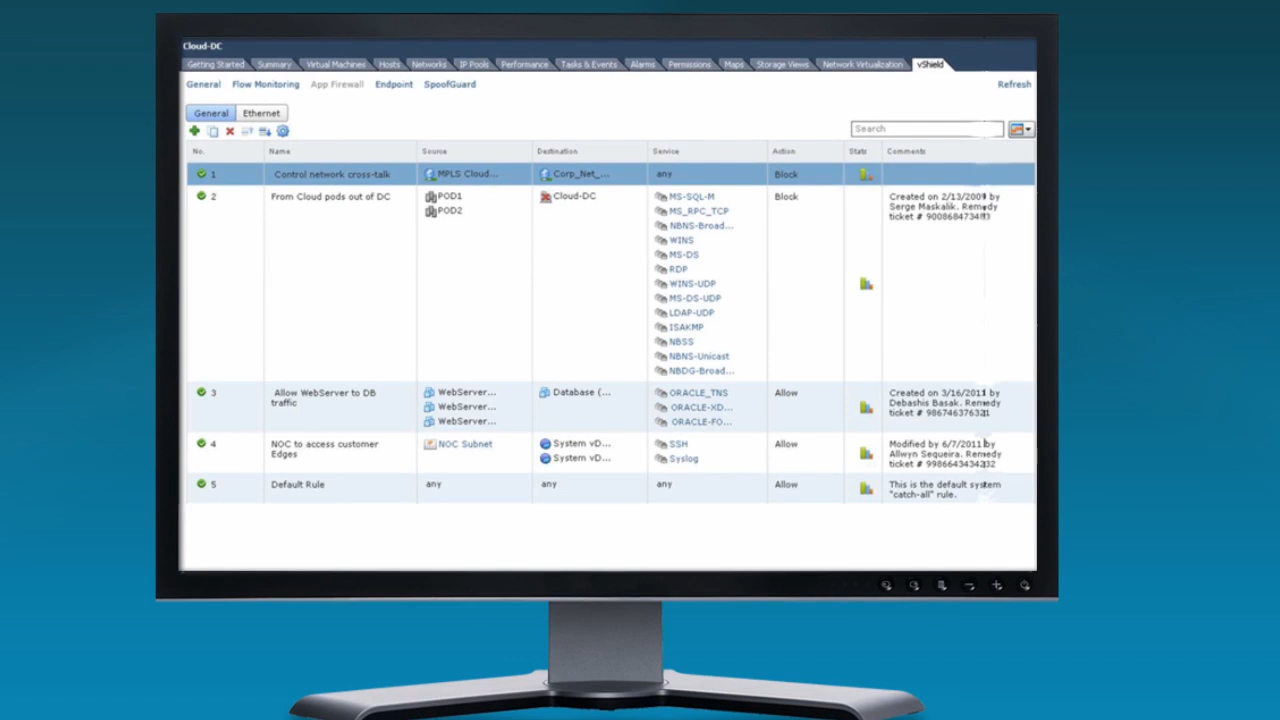 Cloud-DC
Getting Started Summary Virtual Machines Hosts Networks IP Pools Performance Tasks & Events Alarms Permissions Maps Storage Views Network Virtualization vShield
General Flow Monitoring App Firewall Endpoint SpoofGuard Refresh
General Ethernet
Search
No. Name Source Destination Service Action Stats Comments
1 Control network cross-talk MPLS Cloud... Corp_Net_... any Block
2 From Cloud pods out of DC POD1 Cloud-DC MS-SQL-M Block Created on 2/13/2009 by
POD2 MS_RPC_TCP Serge Maskalik. Remedy
ticket #
NBNS-Broad...
WINS
MS-DS
RDP
WINS-UDP
MS-DS-UDP
LDAP-UDP
ISAKMP
NBSS
NBNS-Unicast
NBDG-Broad...
3 Allow WebServer to DB WebServer... Database (... ORACLE_TNS Allow Created on 3/16/2011 by
traffic WebServer... ORACLE-XD... Debashis Basak. Remedy
WebServer... ORACLE-FO... ticket #
4 NOC to access customer NOC Subnet System vD... SSH Allow Modified by 6/7/2011 by
Edges System vD... Syslog Allwyn Sequeira. Remedy
ticket #
5 Default Rule any any any Allow This is the default system
"catch-all" rule.